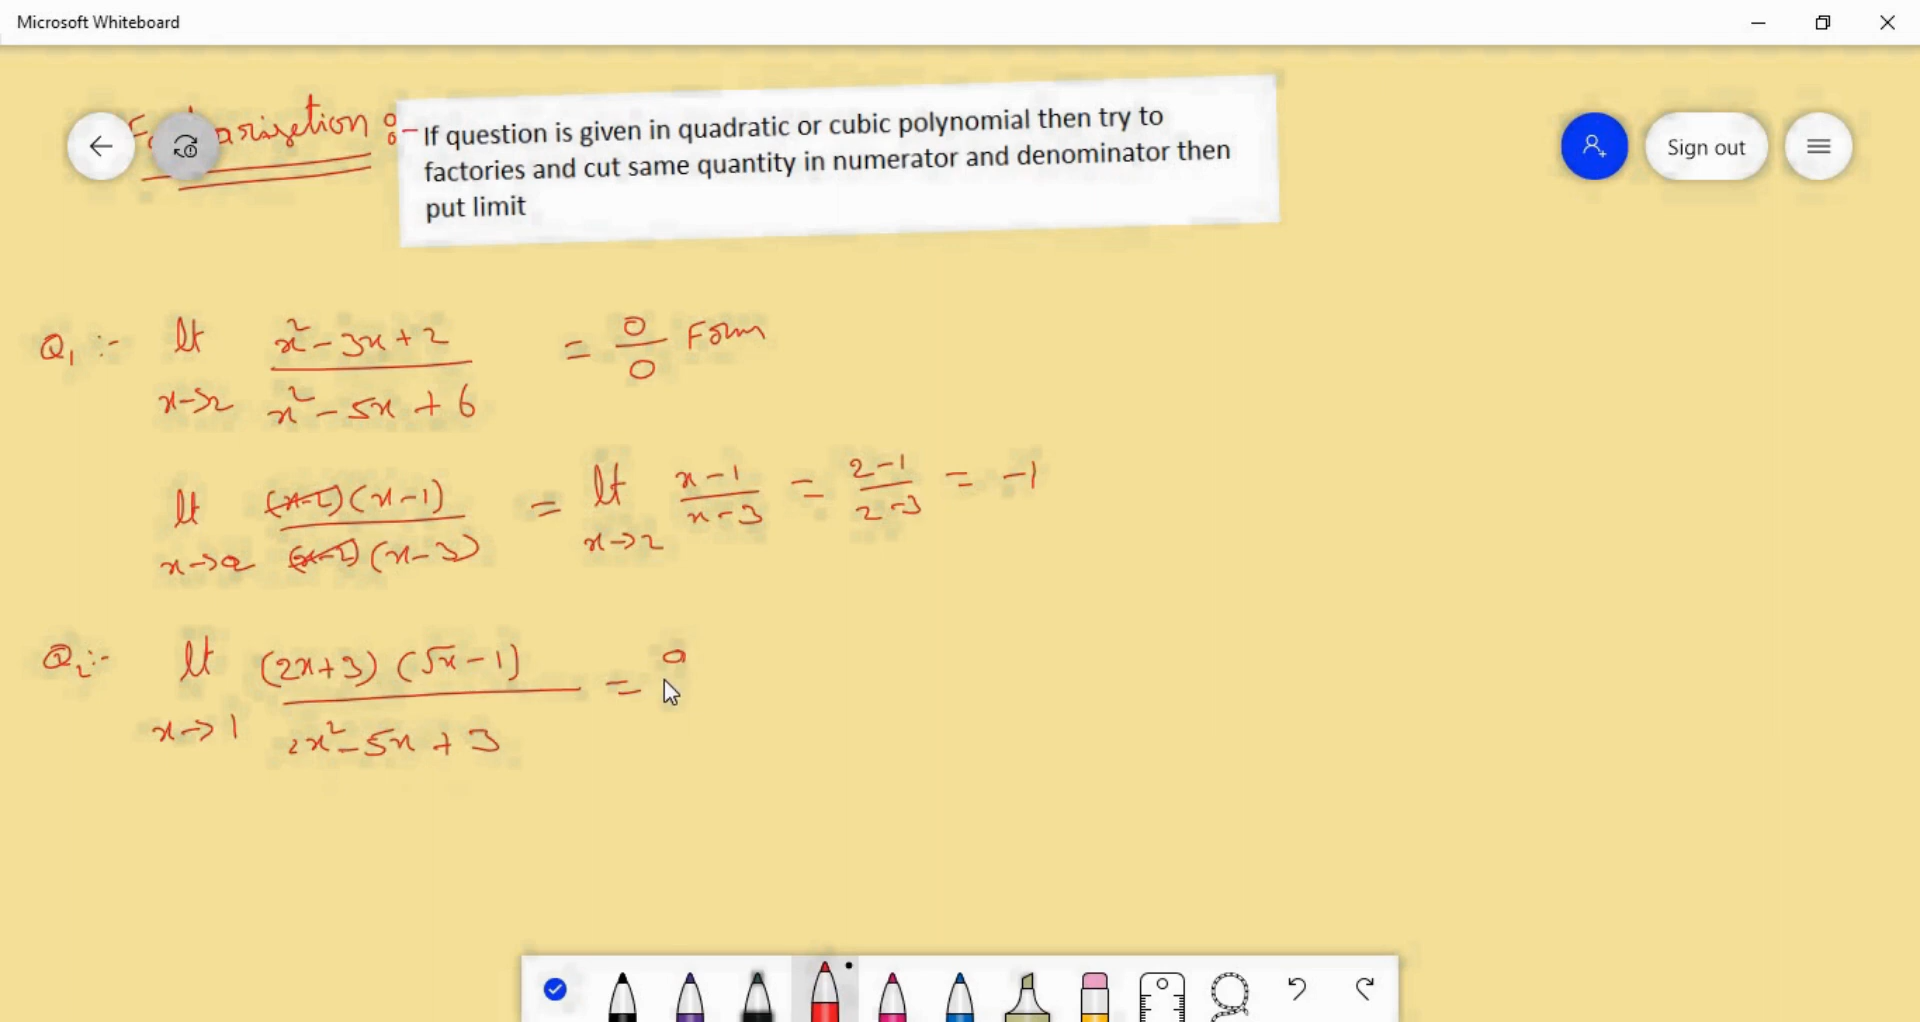 Microsoft Whiteboard
:- If question is given in quadratic or cubic polynomial then try to
factories and cut same quantity in numerator and denominator then
put limit
Sign out
Q1 :- lt x→2 x² - 3x + 2 / x² - 5x + 6 = 0/0 Form
lt x→2 (x-2)(x-1) / (x-2)(x-3) = lt x→2 x-1 / x-3 = 2-1 / 2-3 = -1
Q2 :- lt x→1 (2x+3)(√x-1) / 2x² - 5x + 3 = 0